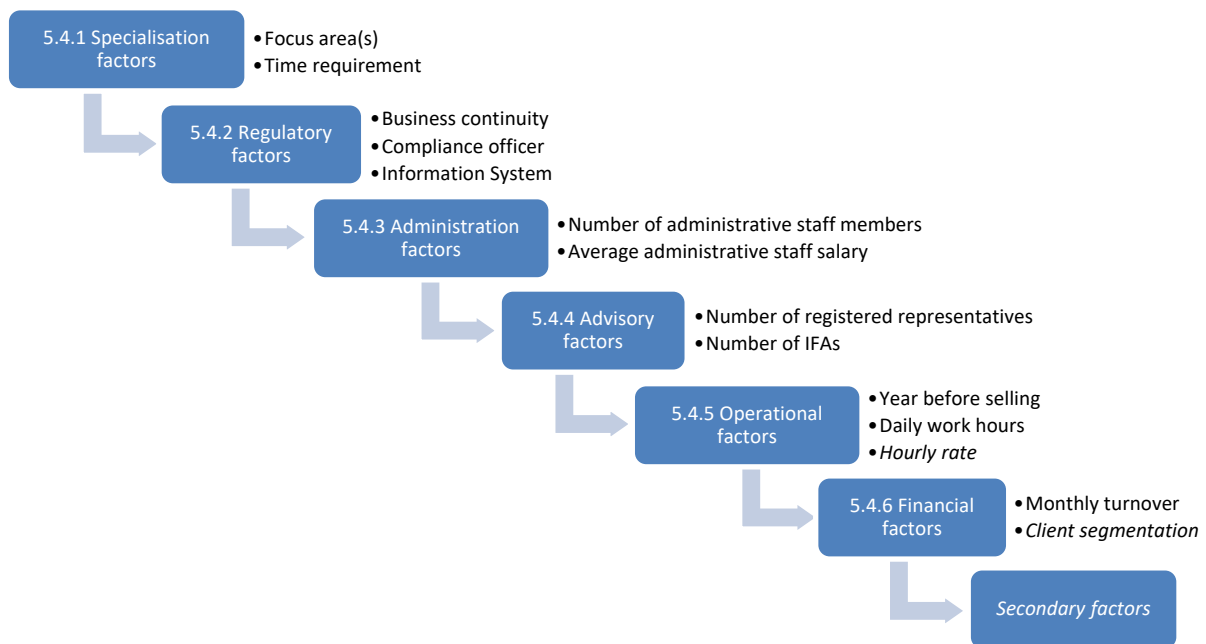 5.4.1 Specialisation
factors
•Focus area(s)
•Time requirement
5.4.2 Regulatory
factors
•Business continuity
•Compliance officer
•Information System
5.4.3 Administration
factors
•Number of administrative staff members
•Average administrative staff salary
5.4.4 Advisory
factors
•Number of registered representatives
•Number of IFAs
5.4.5 Operational
factors
•Year before selling
•Daily work hours
•Hourly rate
5.4.6 Financial
factors
•Monthly turnover
•Client segmentation
Secondary factors